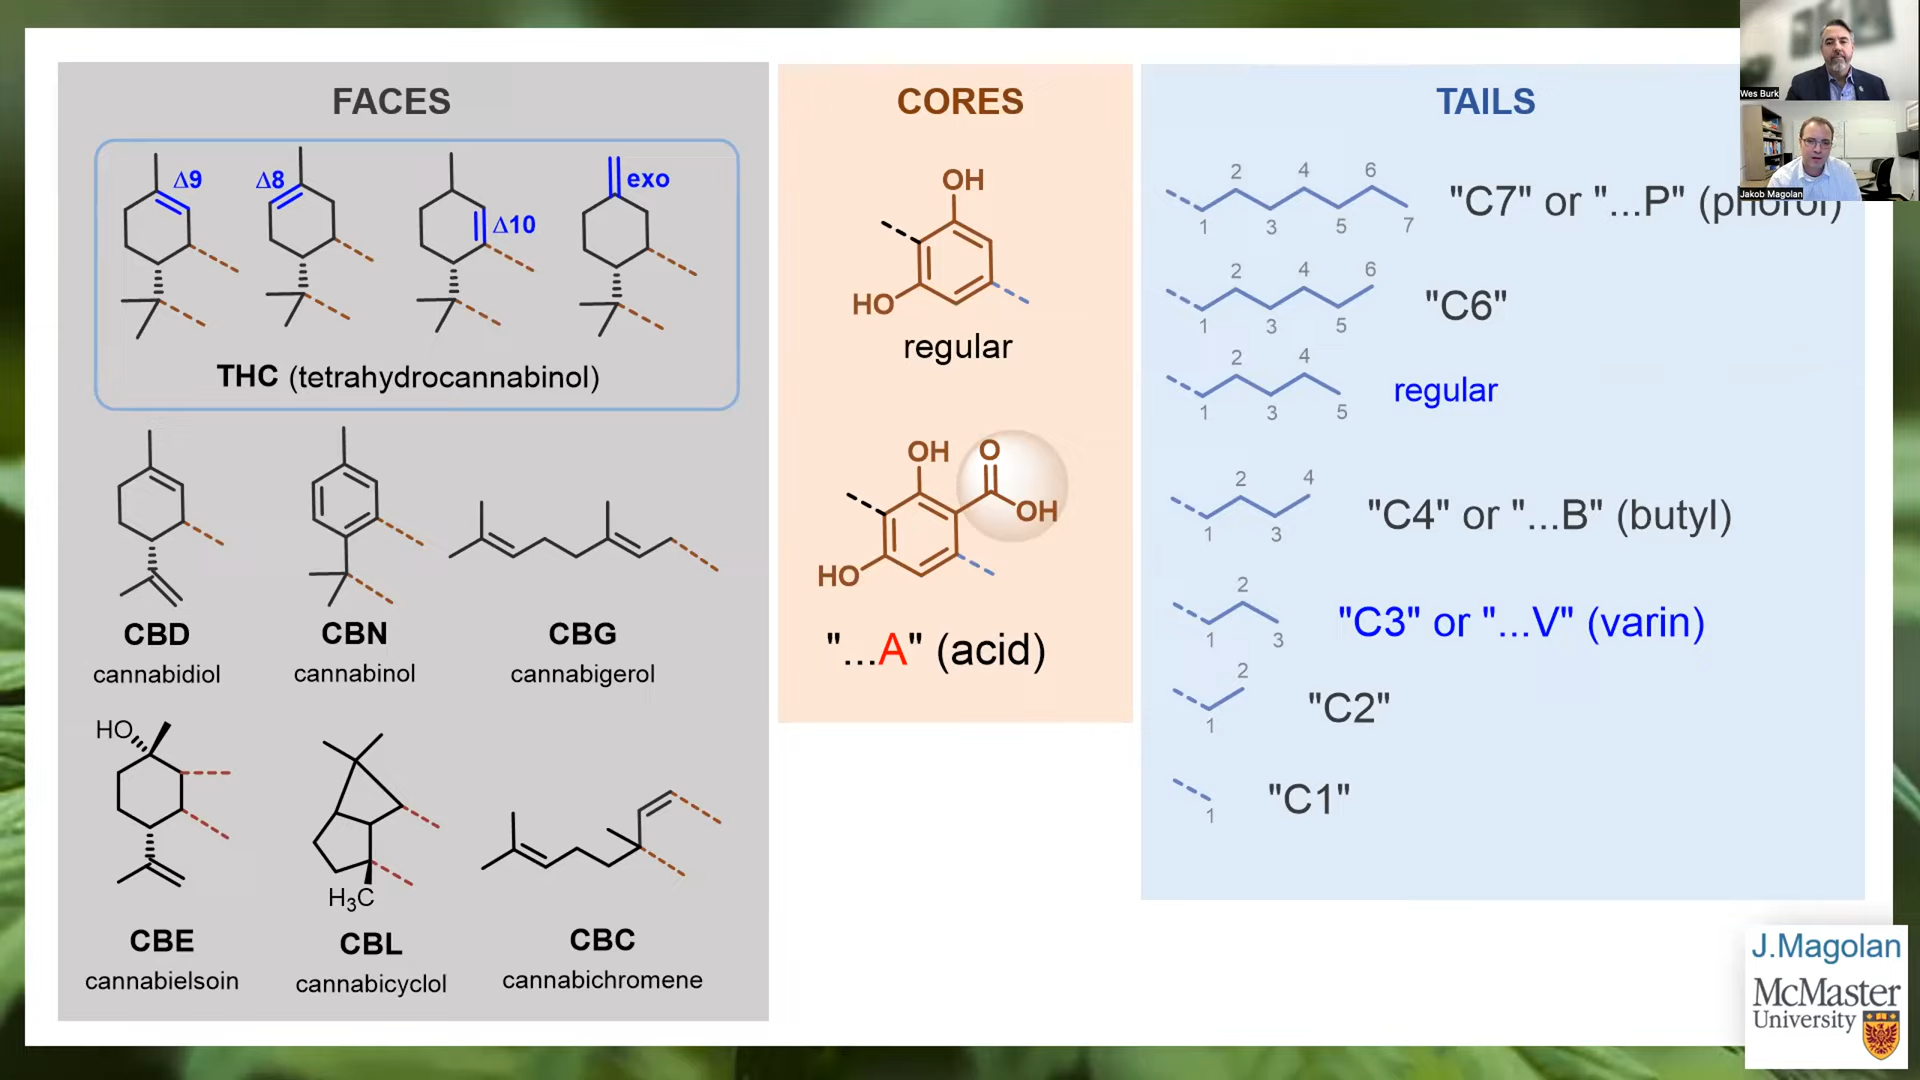 FACES
Δ9
Δ8
Δ10
exo
THC (tetrahydrocannabinol)
CBD
cannabidiol
CBN
cannabinol
CBG
cannabigerol
HO
H₃C
CBE
cannabielsoin
CBL
cannabicyclol
CBC
cannabichromene
CORES
OH
HO
regular
OH
O
OH
HO
"...A" (acid)
TAILS
2 4 6
1 3 5 7
"C7" or "...P" (phorol)
2 4 6
1 3 5
"C6"
2 4
1 3 5
regular
2 4
1 3
"C4" or "...B" (butyl)
2
1 3
"C3" or "...V" (varin)
2
1
"C2"
1
"C1"
Wes Burk
Jakob Magolan
J.Magolan
McMaster
University